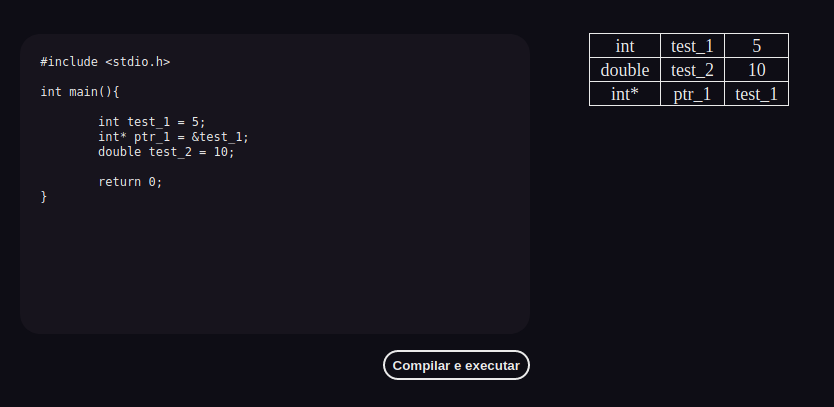 #include <stdio.h>
int main(){
int test_1 = 5;
int* ptr_1 = &test_1;
double test_2 = 10;
return 0;
}
Compilar e executar
int test_1 5
double test_2 10
int* ptr_1 test_1